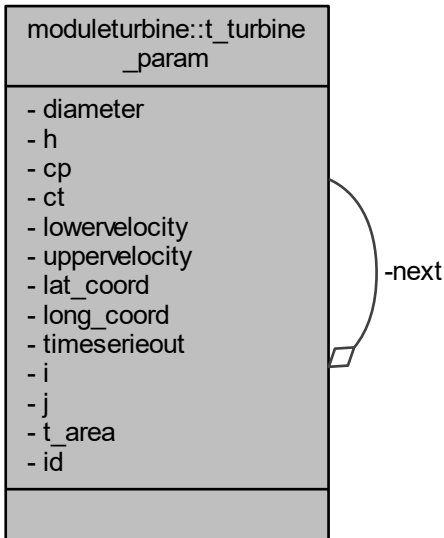 moduleturbine::t_turbine
_param
- diameter
- h
- cp
- ct
- lowervelocity
- uppervelocity
- lat_coord
- long_coord
- timeserieout
- i
- j
- t_area
- id
-next